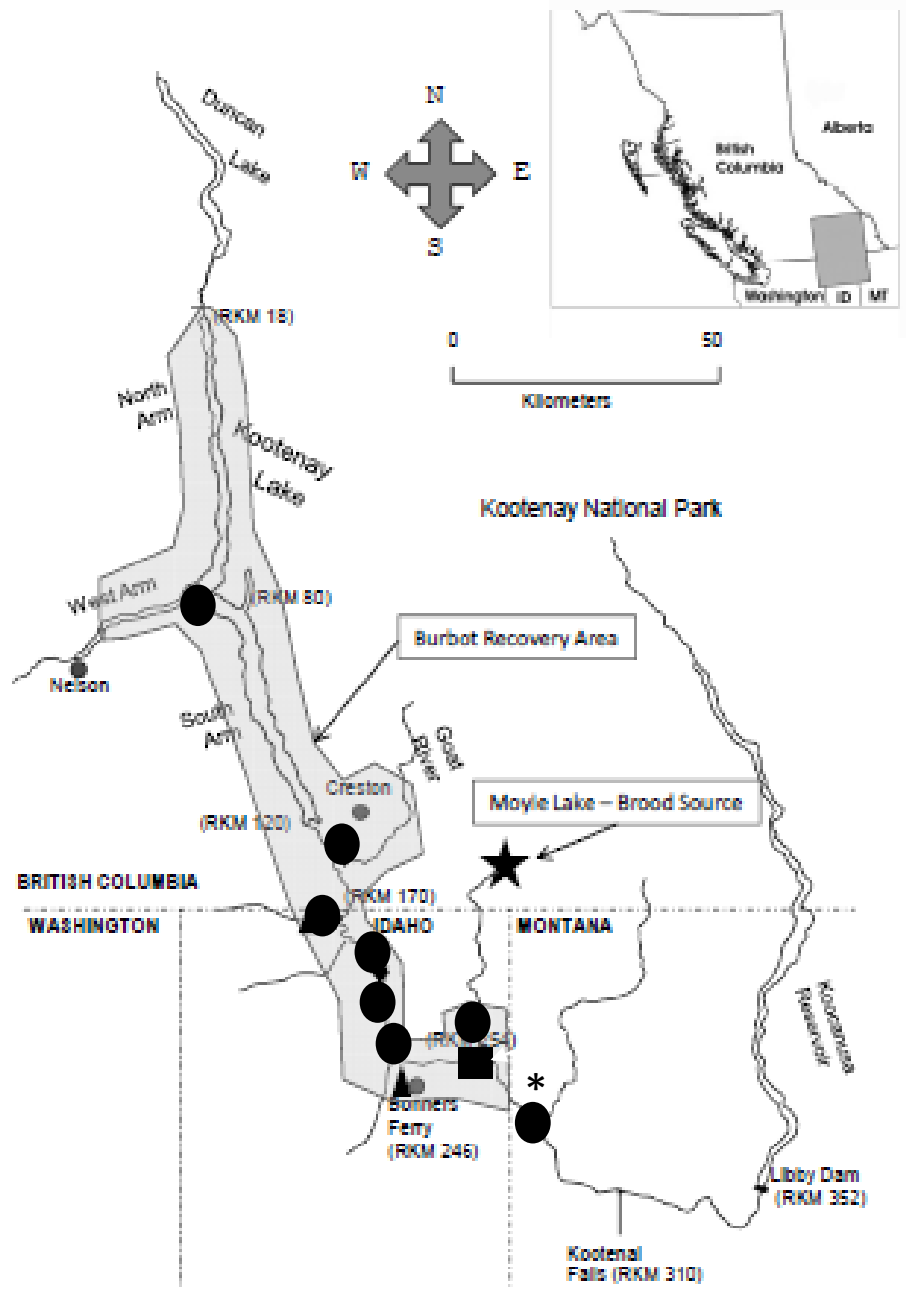 Duncan
Lake
N
W
E
S
Alberta
British
Columbia
Washington
ID
MT
(RKM 18)
0
50
Kilometers
North
Arm
Kootenay
Lake
Kootenay National Park
West Arm
(RKM 80)
Burbot Recovery Area
Nelson
South
Arm
Goat
River
Creston
Moyie Lake – Brood Source
(RKM 120)
BRITISH COLUMBIA
(RKM 170)
WASHINGTON
IDAHO
MONTANA
Koocanusa
Reservoir
*
Bonners
Ferry
(RKM 246)
Libby Dam
(RKM 352)
Kootenai
Falls (RKM 310)